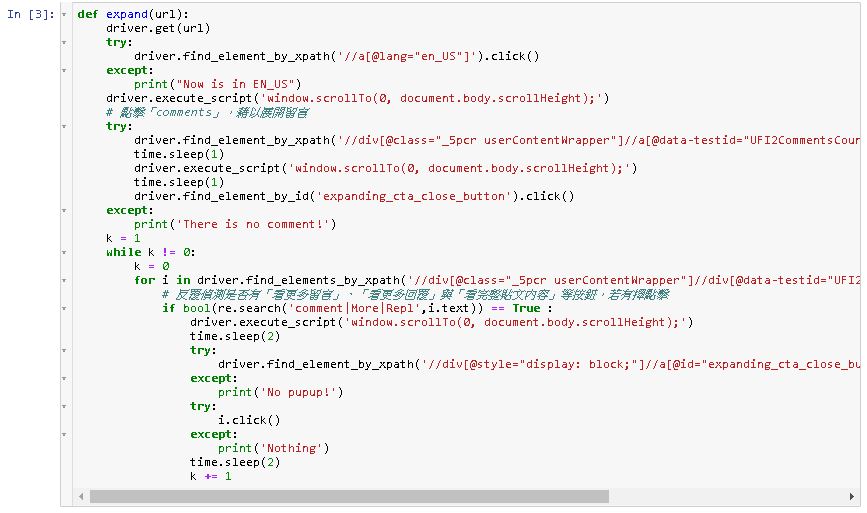 In [3]:
def expand(url):
    driver.get(url)
    try:
        driver.find_element_by_xpath('//a[@lang="en_US"]').click()
    except:
        print("Now is in EN_US")
    driver.execute_script('window.scrollTo(0, document.body.scrollHeight);')
    # 點擊「comments」，藉以展開留言
    try:
        driver.find_element_by_xpath('//div[@class="_5pcr userContentWrapper"]//a[@data-testid="UFI2CommentsCoun
        time.sleep(1)
        driver.execute_script('window.scrollTo(0, document.body.scrollHeight);')
        time.sleep(1)
        driver.find_element_by_id('expanding_cta_close_button').click()
    except:
        print('There is no comment!')
    k = 1
    while k != 0:
        k = 0
        for i in driver.find_elements_by_xpath('//div[@class="_5pcr userContentWrapper"]//div[@data-testid="UFI2
            # 反覆偵測是否有「看更多留言」、「看更多回覆」與「看完整貼文內容」等按鈕，若有擇點擊
            if bool(re.search('comment|More|Repl',i.text)) == True :
                driver.execute_script('window.scrollTo(0, document.body.scrollHeight);')
                time.sleep(2)
                try:
                    driver.find_element_by_xpath('//div[@style="display: block;"]//a[@id="expanding_cta_close_bu
                except:
                    print('No pupup!')
                try:
                    i.click()
                except:
                    print('Nothing')
                time.sleep(2)
                k += 1